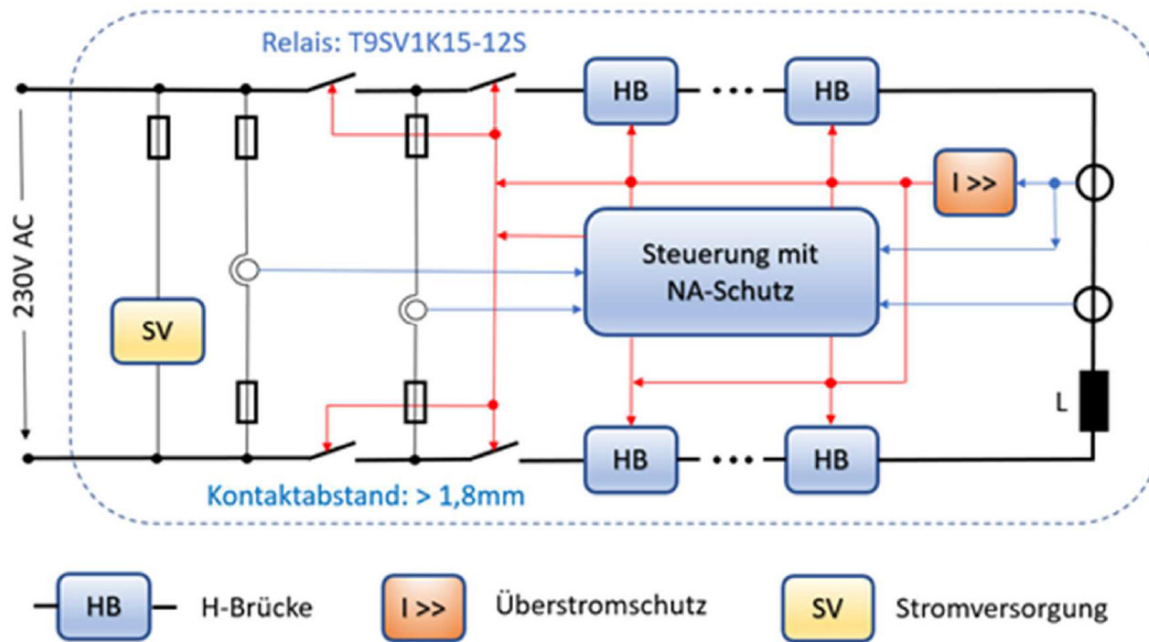 Relais: T9SV1K15-12S
HB
HB
I >>
230V AC
Steuerung mit
NA-Schutz
SV
L
HB
HB
Kontaktabstand: > 1,8mm
HB
H-Brücke
I >>
Überstromschutz
SV
Stromversorgung